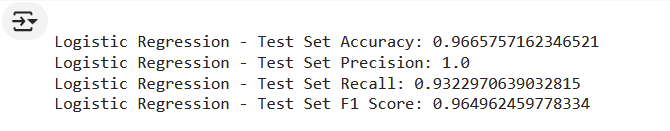 Logistic Regression - Test Set Accuracy: 0.9665757162346521
Logistic Regression - Test Set Precision: 1.0
Logistic Regression - Test Set Recall: 0.9322970639032815
Logistic Regression - Test Set F1 Score: 0.964962459778334